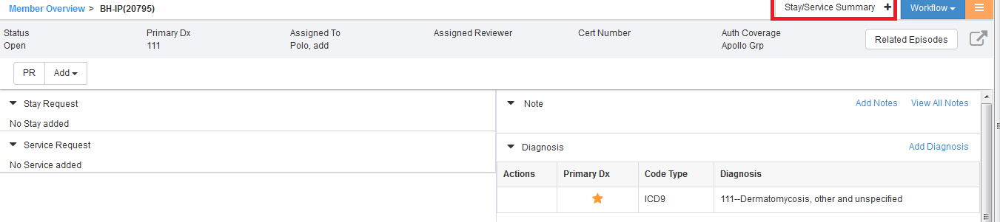 Member Overview > BH-IP(20795)
Stay/Service Summary +
Workflow
Status Primary Dx Assigned To Assigned Reviewer Cert Number Auth Coverage
Open 111 Polo, add Apollo Grp
Related Episodes
PR Add
Stay Request
No Stay added
Service Request
No Service added
Note Add Notes View All Notes
Diagnosis Add Diagnosis
Actions Primary Dx Code Type Diagnosis
ICD9 111--Dermatomycosis, other and unspecified